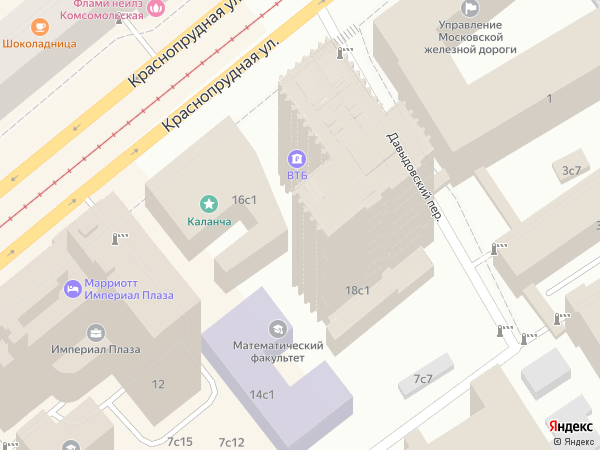 Флами нейлз
Комсомольская
Шоколадница
Краснопрудная ул.
Краснопрудная ул.
Управление
Московской
железной дороги
1
Давыдовский пер.
3с7
ВТБ
16с1
Каланча
Марриотт
Империал Плаза
18с1
Империал Плаза
Математический
факультет
12
14с1
7с7
7с15
7с12
Яндекс
© Яндекс